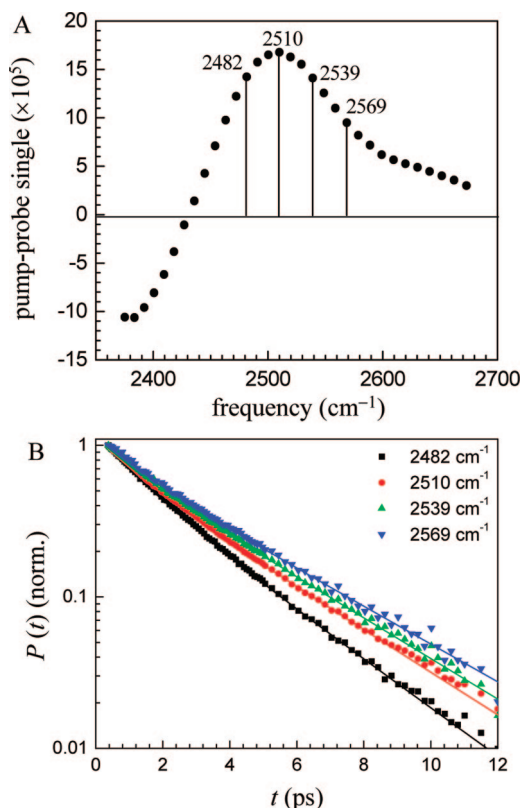 A
20
15
10
5
0
-5
-10
-15
2482
2510
2539
2569
pump-probe single (×10⁵)
2400
2500
2600
2700
frequency (cm⁻¹)
B
1
0.1
0.01
2482 cm⁻¹
2510 cm⁻¹
2539 cm⁻¹
2569 cm⁻¹
P (t) (norm.)
0
2
4
6
8
10
12
t (ps)